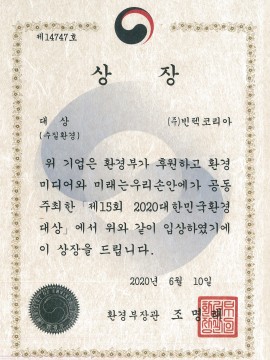 제14747호
상 장
대 상 (주)빈텍코리아
(수질환경)
위 기업은 환경부가 후원하고 환경
미디어와 미래는우리손안에가 공동
주최한 「제15회 2020대한민국환경
대상」에서 위와 같이 입상하였기에
이 상장을 드립니다.
2020년 6월 10일
환경부장관 조명래